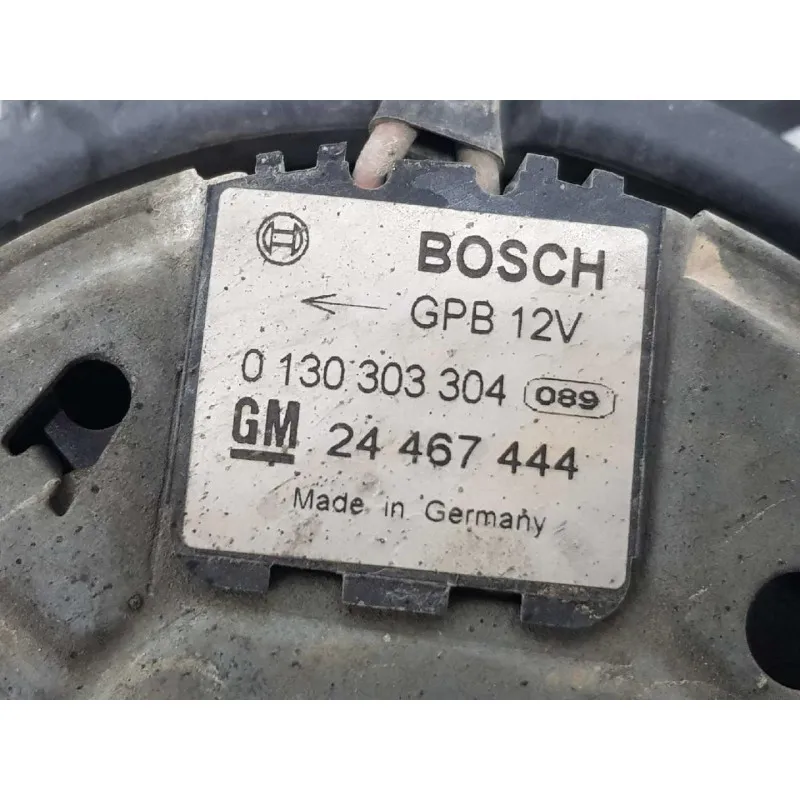 BOSCH
GPB 12V
0 130 303 304 089
GM 24 467 444
Made in Germany